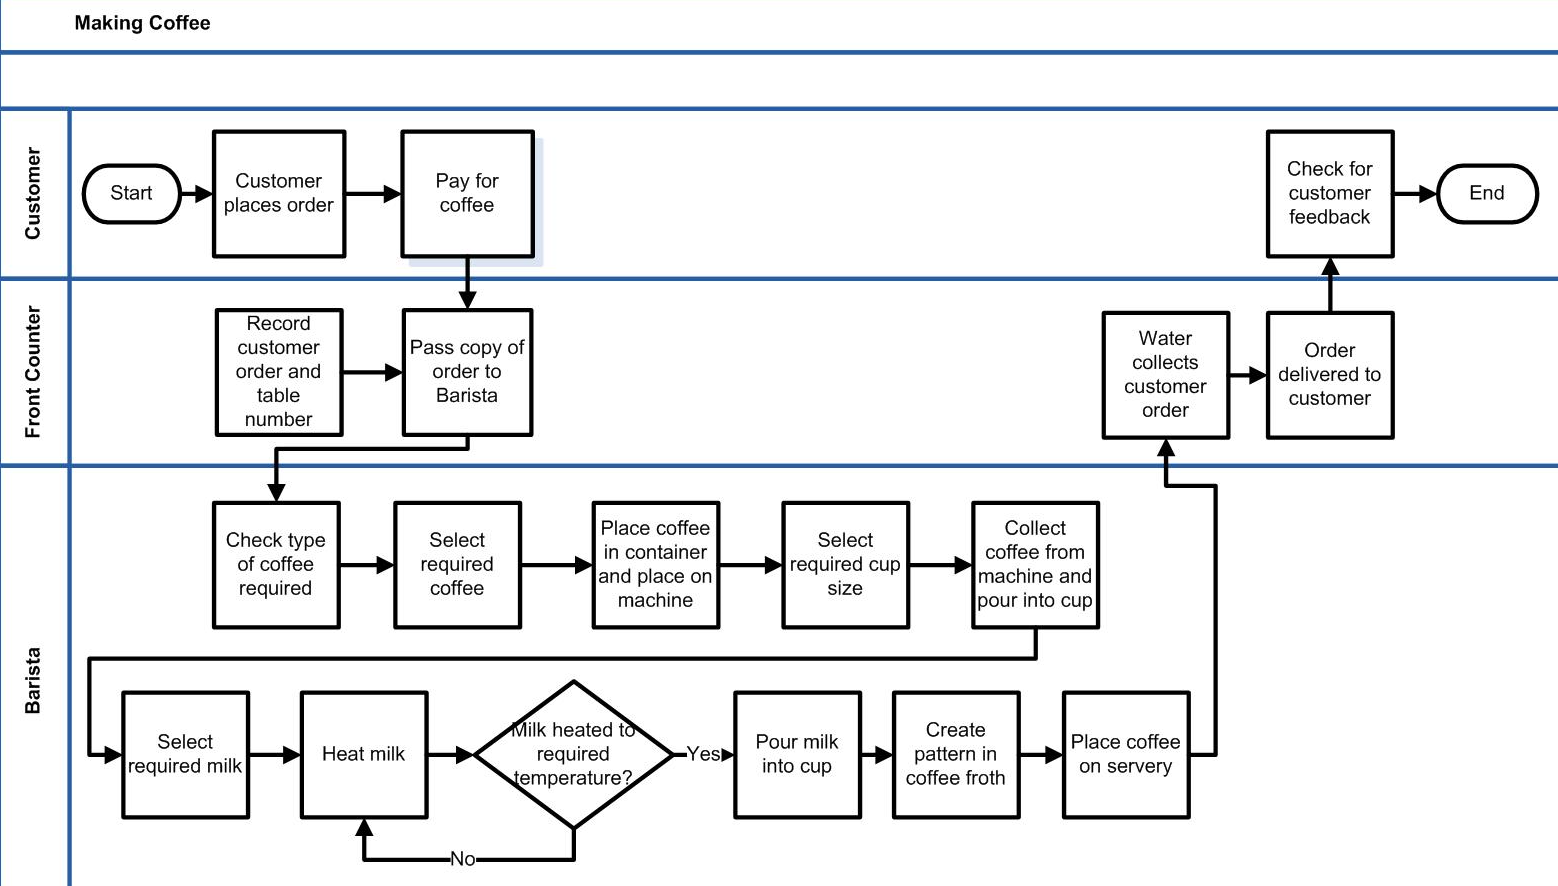 Making Coffee
Customer
Start
Customer
places order
Pay for
coffee
Check for
customer
feedback
End
Front Counter
Record
customer
order and
table
number
Pass copy of
order to
Barista
Water
collects
customer
order
Order
delivered to
customer
Barista
Check type
of coffee
required
Select
required
coffee
Place coffee
in container
and place on
machine
Select
required cup
size
Collect
coffee from
machine and
pour into cup
Select
required milk
Heat milk
Milk heated to
required
temperature?
Yes
No
Pour milk
into cup
Create
pattern in
coffee froth
Place coffee
on servery